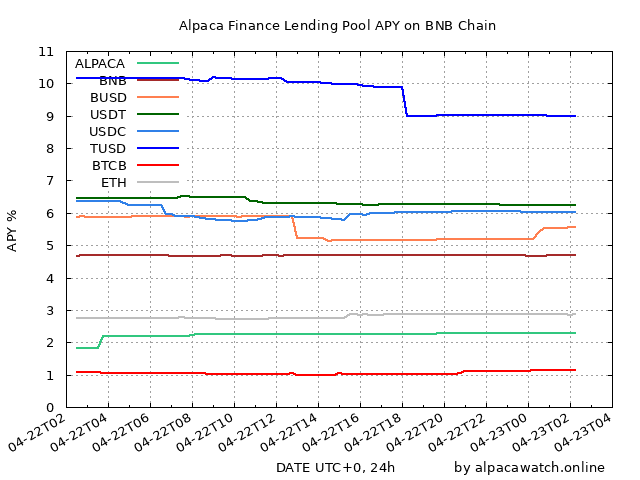 Alpaca Finance Lending Pool APY on BNB Chain
APY %
11
10
9
8
7
6
5
4
3
2
1
0
ALPACA
BNB
BUSD
USDT
USDC
TUSD
BTCB
ETH
04-22T02
04-22T04
04-22T06
04-22T08
04-22T10
04-22T12
04-22T14
04-22T16
04-22T18
04-22T20
04-22T22
04-23T00
04-23T02
04-23T04
DATE UTC+0, 24h
by alpacawatch.online